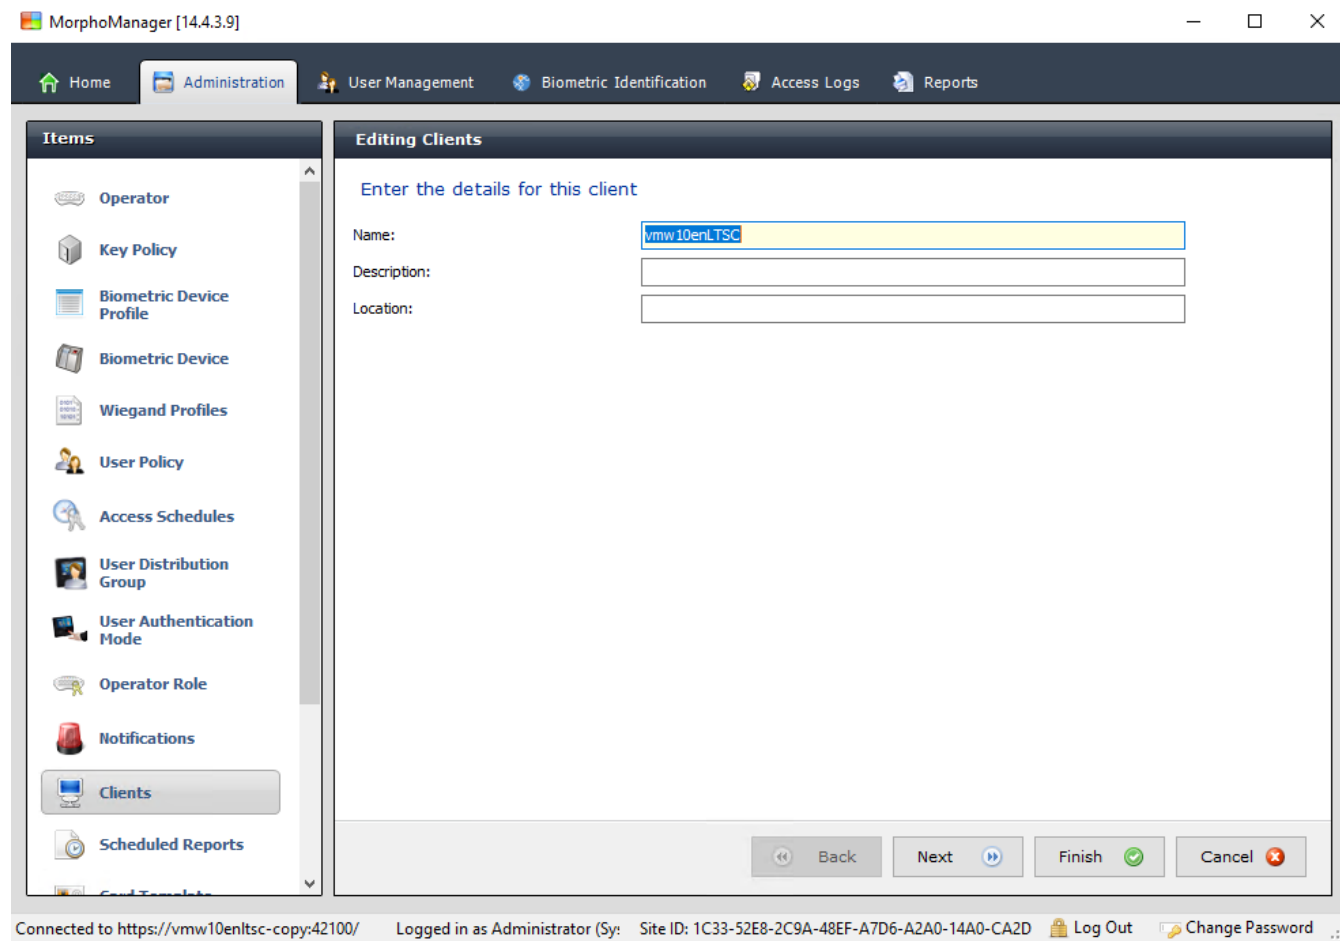 MorphoManager [14.4.3.9]
Home
Administration
User Management
Biometric Identification
Access Logs
Reports
Items
Operator
Key Policy
Biometric Device
Profile
Biometric Device
Wiegand Profiles
User Policy
Access Schedules
User Distribution
Group
User Authentication
Mode
Operator Role
Notifications
Clients
Scheduled Reports
Card Template
Editing Clients
Enter the details for this client
Name:
vmw10enLTSC
Description:
Location:
Back
Next
Finish
Cancel
Connected to https://vmw10enltsc-copy:42100/
Logged in as Administrator (Sy:
Site ID: 1C33-52E8-2C9A-48EF-A7D6-A2A0-14A0-CA2D
Log Out
Change Password